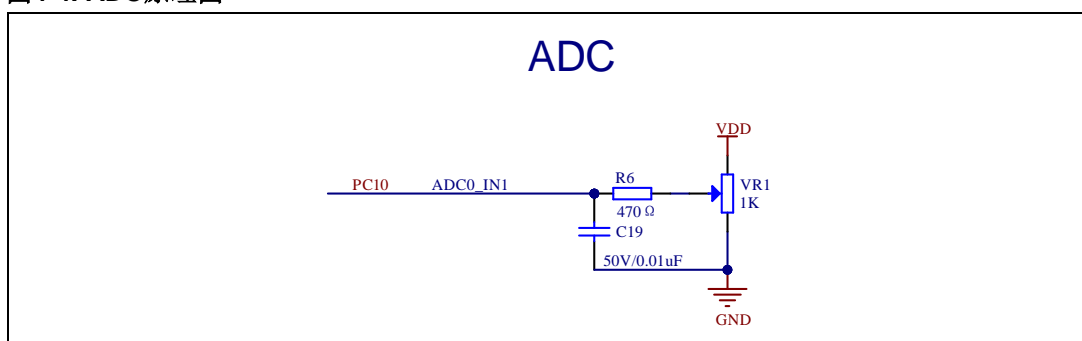 ADC
VDD
PC10 ADC0_IN1 R6 VR1
470 Ω 1K
C19
50V/0.01uF
GND